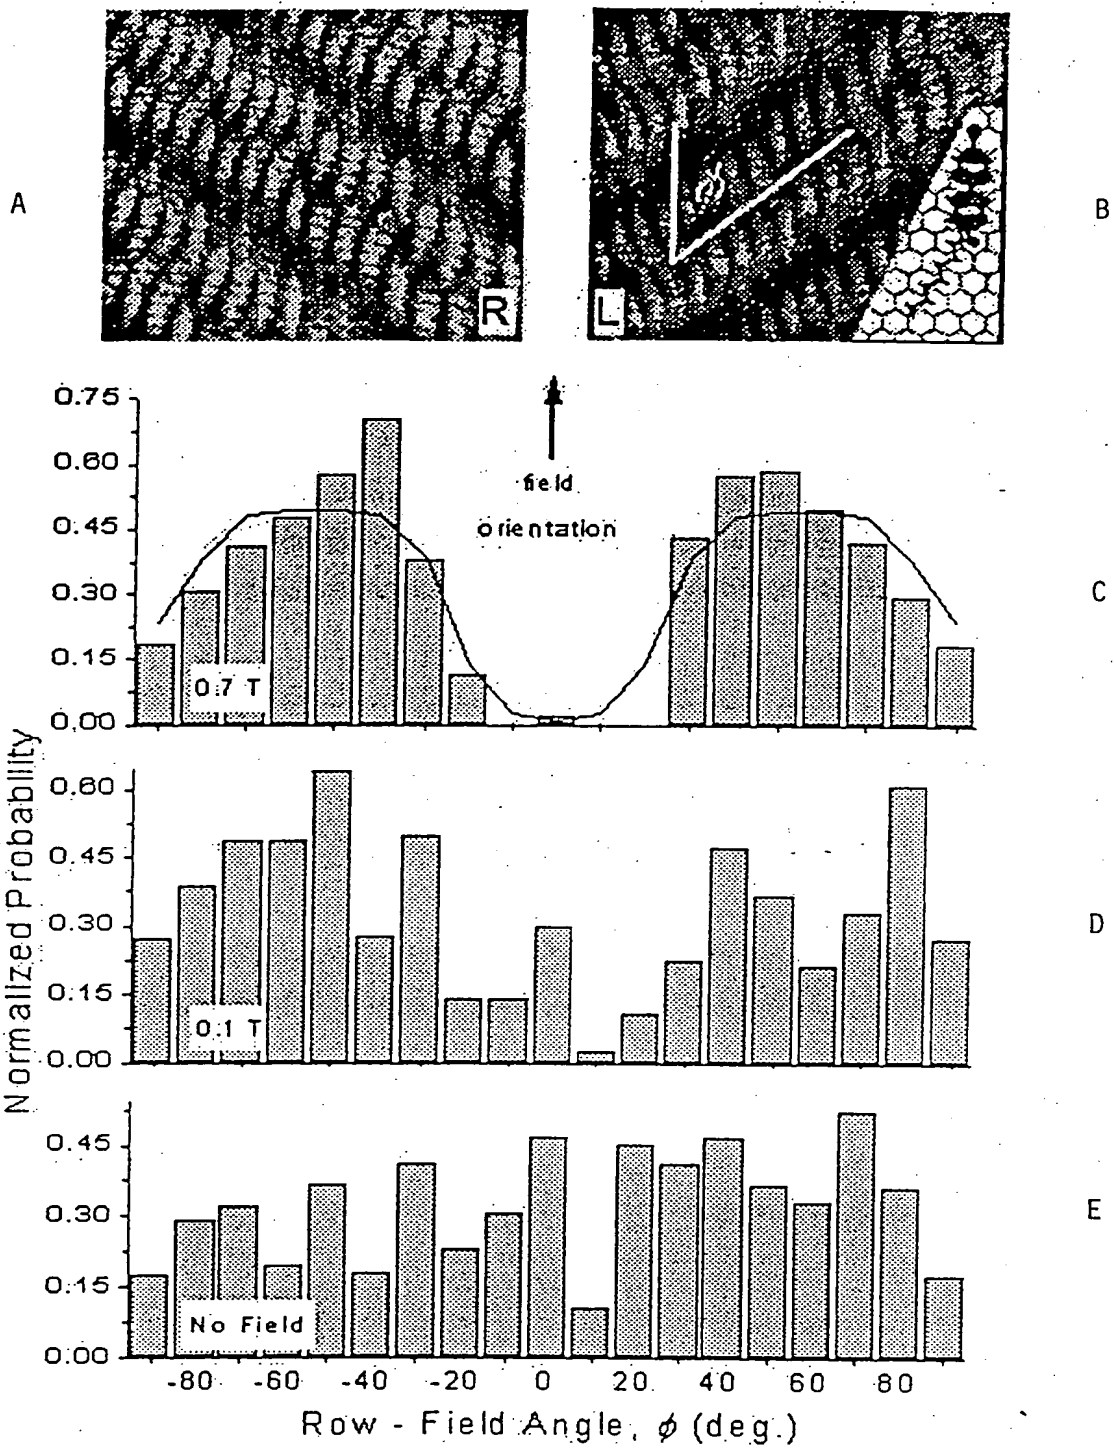 A
R
L
B
0.75
0.60
0.45
0.30
0.15
0.00
field
orientation
0.7 T
C
Normalized Probability
0.60
0.45
0.30
0.15
0.00
0.1 T
D
0.45
0.30
0.15
0.00
No Field
E
-80 -60 -40 -20 0 20 40 60 80
Row - Field Angle, ϕ (deg.)